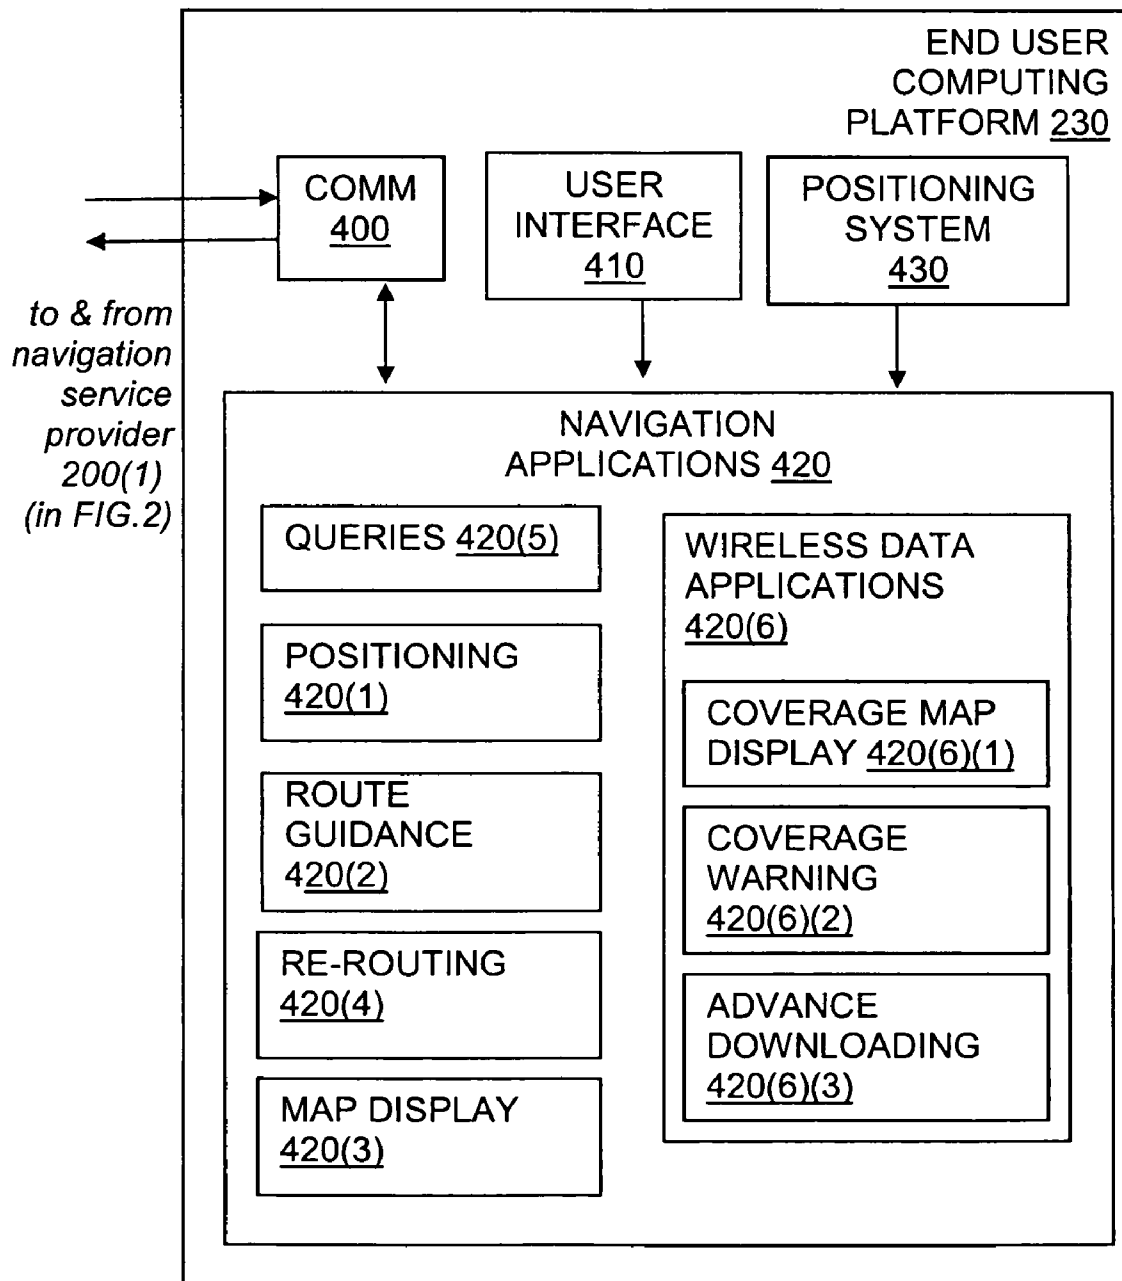 END USER
COMPUTING
PLATFORM 230
COMM
400
USER
INTERFACE
410
POSITIONING
SYSTEM
430
to & from
navigation
service
provider
200(1)
(in FIG.2)
NAVIGATION
APPLICATIONS 420
QUERIES 420(5)
POSITIONING
420(1)
ROUTE
GUIDANCE
420(2)
RE-ROUTING
420(4)
MAP DISPLAY
420(3)
WIRELESS DATA
APPLICATIONS
420(6)
COVERAGE MAP
DISPLAY 420(6)(1)
COVERAGE
WARNING
420(6)(2)
ADVANCE
DOWNLOADING
420(6)(3)